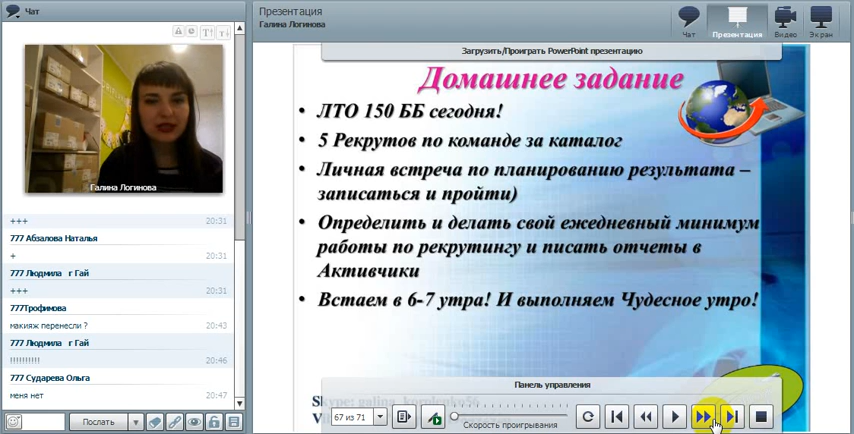 Чат
Галина Логинова
+++ 20:31
777 Абзалова Наталья
+ 20:31
777 Людмила г Гай
+++ 20:31
777Трофимова
макияж перенесли ? 20:43
777 Людмила г Гай
!!!!!!!!!! 20:46
777 Сударева Ольга
меня нет 20:47
Послать
Презентация
Галина Логинова
Чат
Презентация
Видео
Экран
Загрузить/Проиграть PowerPoint презентацию
Домашнее задание
• ЛТО 150 ББ сегодня!
• 5 Рекрутов по команде за каталог
• Личная встреча по планированию результата –
записаться и пройти)
• Определить и делать свой ежедневный минимум
работы по рекрутингу и писать отчеты в
Активчики
• Встаем в 6-7 утра! И выполняем Чудесное утро!
Панель управления
67 из 71
Скорость проигрывания